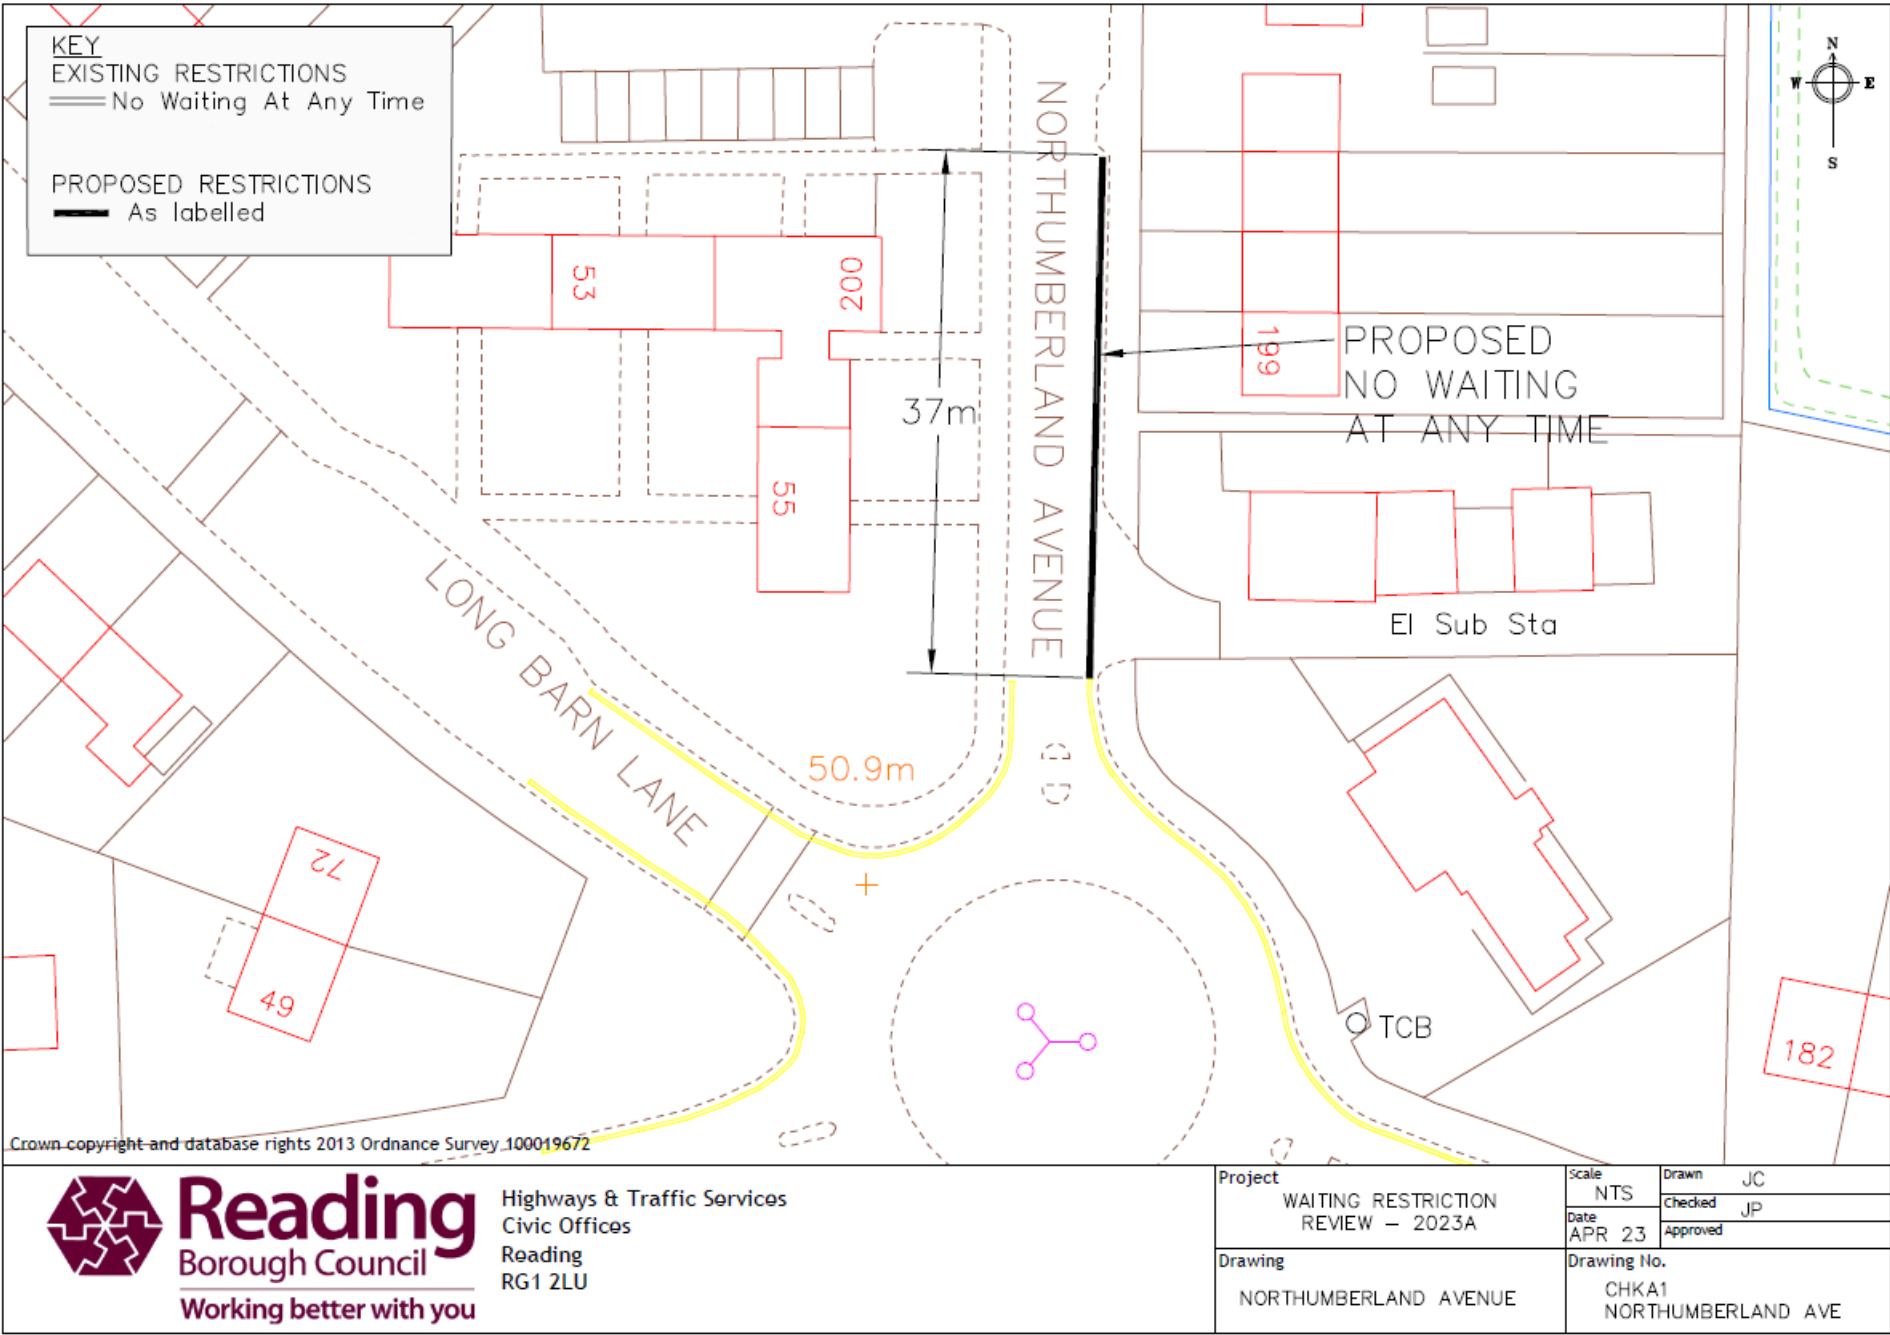 KEY
EXISTING RESTRICTIONS
No Waiting At Any Time
PROPOSED RESTRICTIONS
As labelled
N
W E
S
NORTHUMBERLAND AVENUE
53
200
199
37m
PROPOSED
NO WAITING
AT ANY TIME
55
LONG BARN LANE
El Sub Sta
50.9m
72
49
TCB
182
Crown copyright and database rights 2013 Ordnance Survey 100019672
Reading
Borough Council
Working better with you
Highways & Traffic Services
Civic Offices
Reading
RG1 2LU
Project
WAITING RESTRICTION
REVIEW – 2023A
Scale
NTS
Date
APR 23
Drawn JC
Checked JP
Approved
Drawing
NORTHUMBERLAND AVENUE
Drawing No.
CHKA1
NORTHUMBERLAND AVE